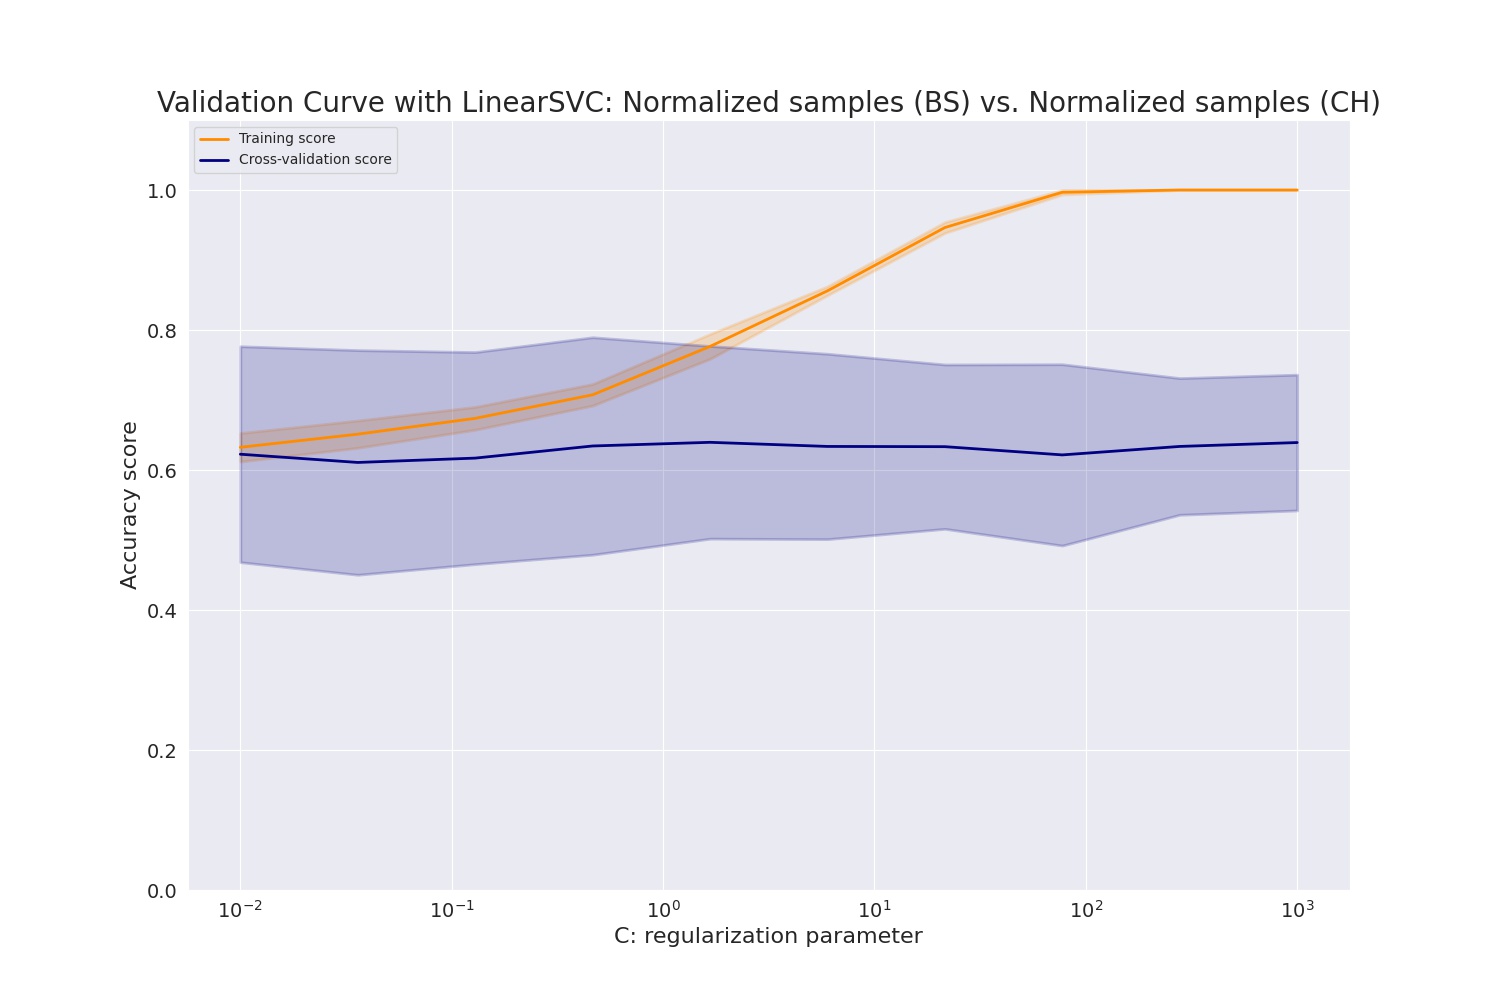 Validation Curve with LinearSVC: Normalized samples (BS) vs. Normalized samples (CH)
Training score
Cross-validation score
1.0
0.8
0.6
0.4
0.2
0.0
Accuracy score
10⁻² 10⁻¹ 10⁰ 10¹ 10² 10³
C: regularization parameter